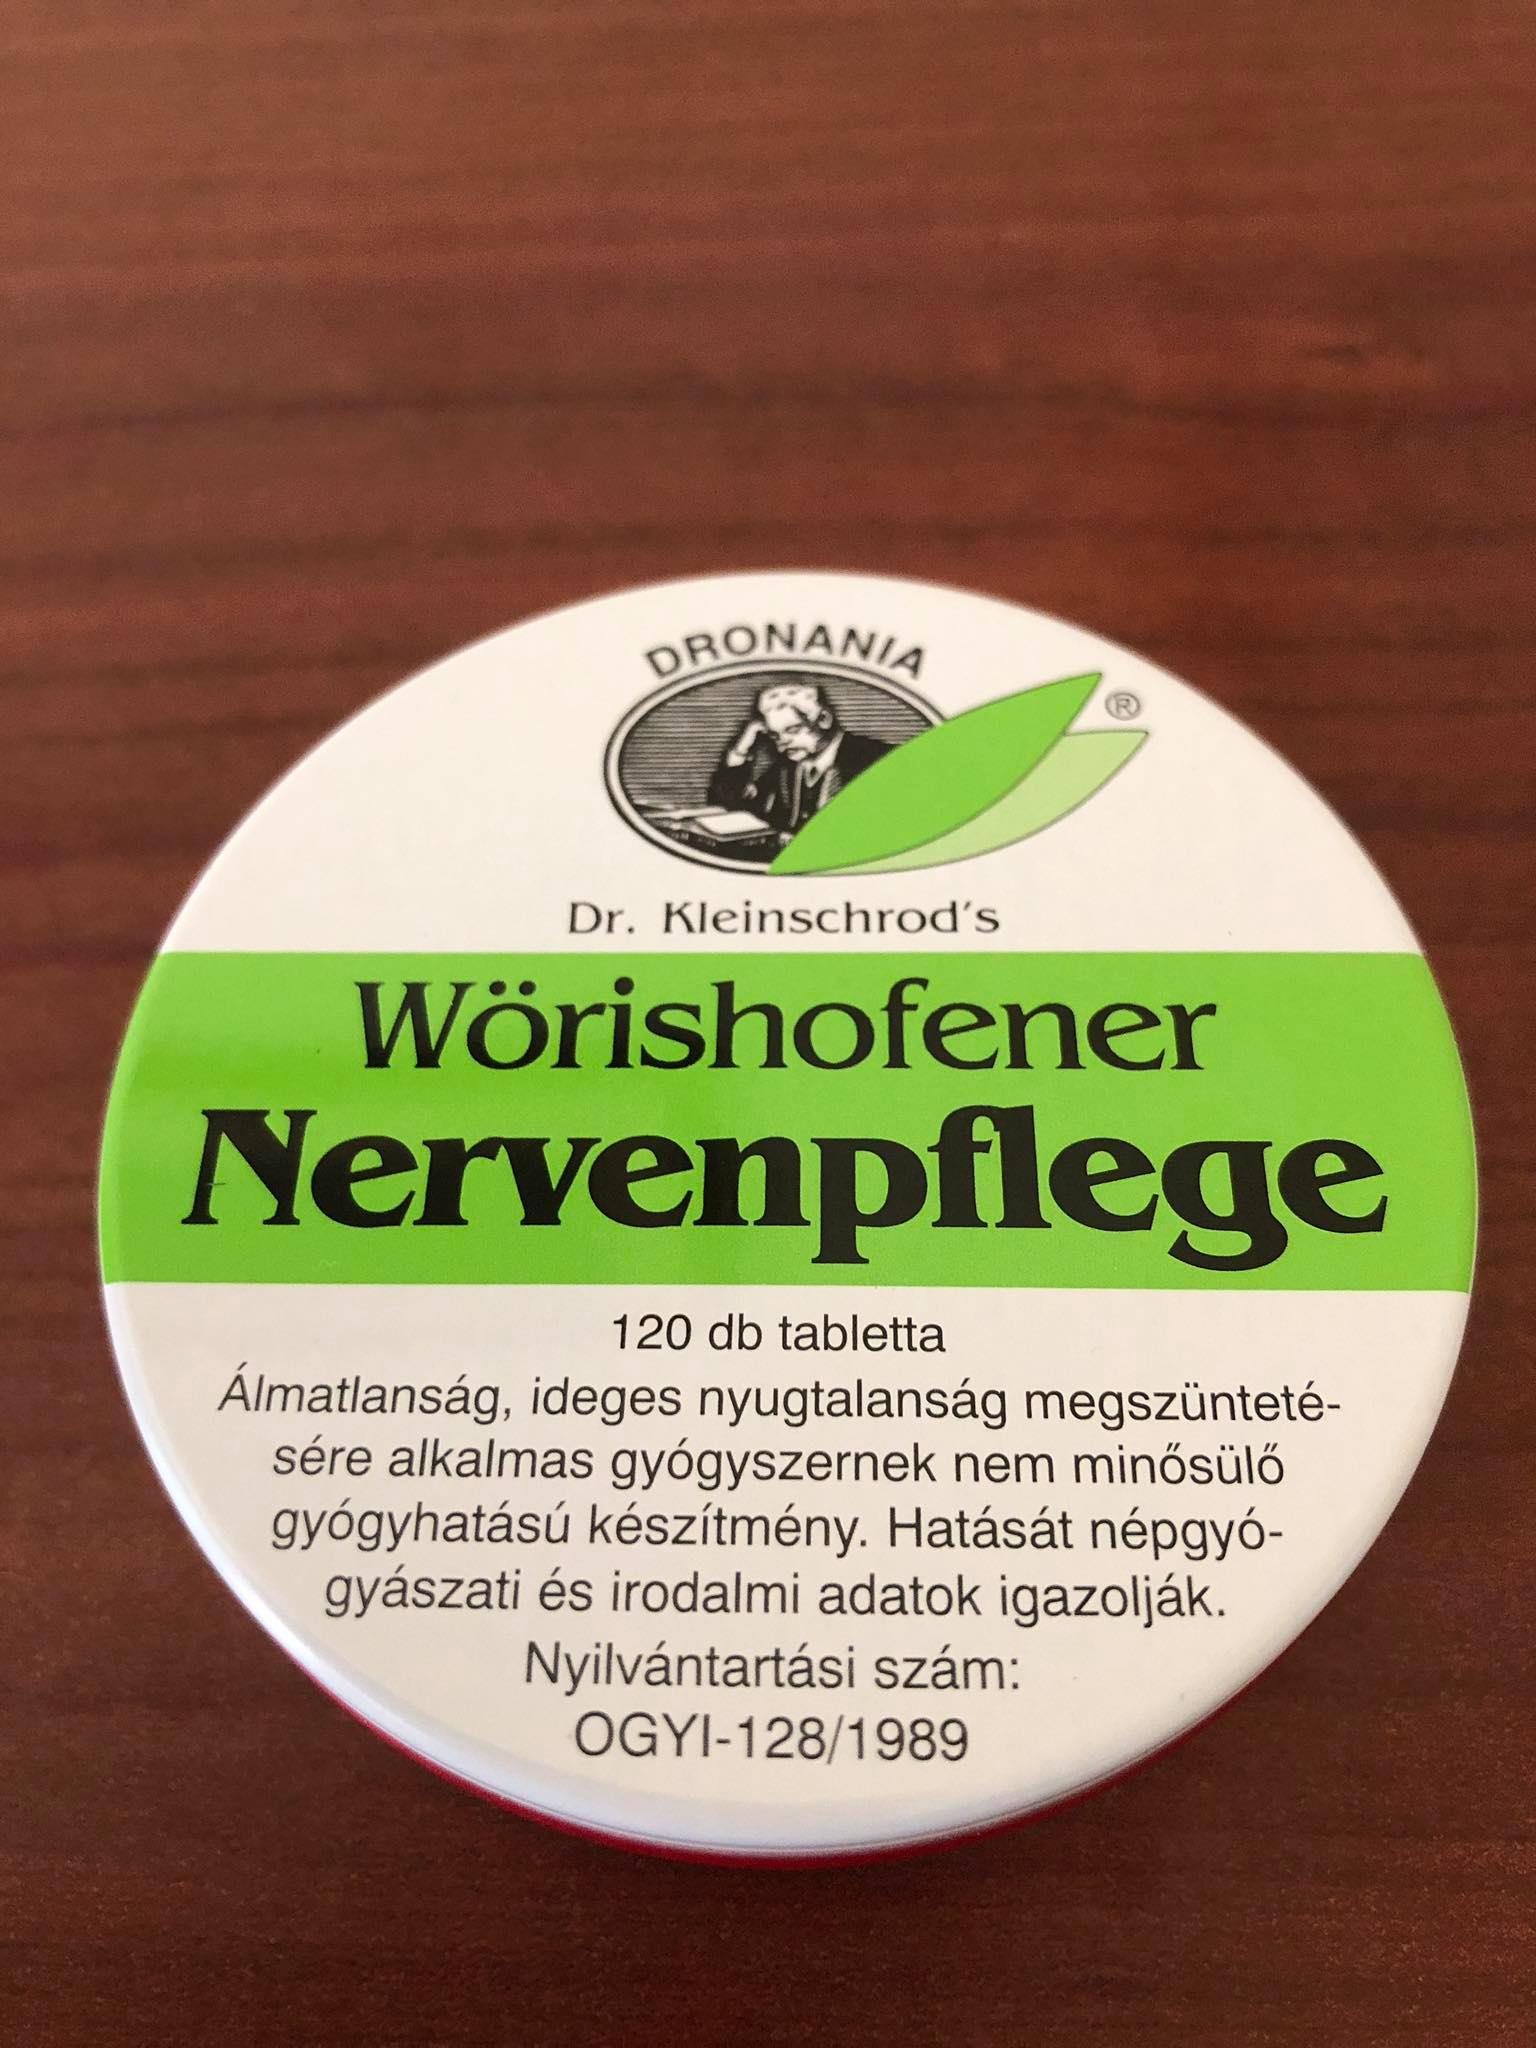 DRONANIA
®
Dr. Kleinschrod's
Wörishofener
Nervenpflege
120 db tabletta
Álmatlanság, ideges nyugtalanság megszünteté-
sére alkalmas gyógyszernek nem minősülő
gyógyhatású készítmény. Hatását népgyó-
gyászati és irodalmi adatok igazolják.
Nyilvántartási szám:
OGYI-128/1989